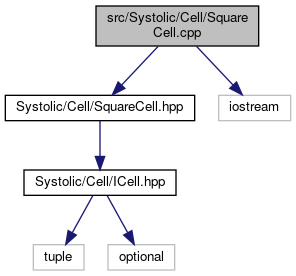 src/Systolic/Cell/Square
Cell.cpp
Systolic/Cell/SquareCell.hpp
iostream
Systolic/Cell/ICell.hpp
tuple
optional